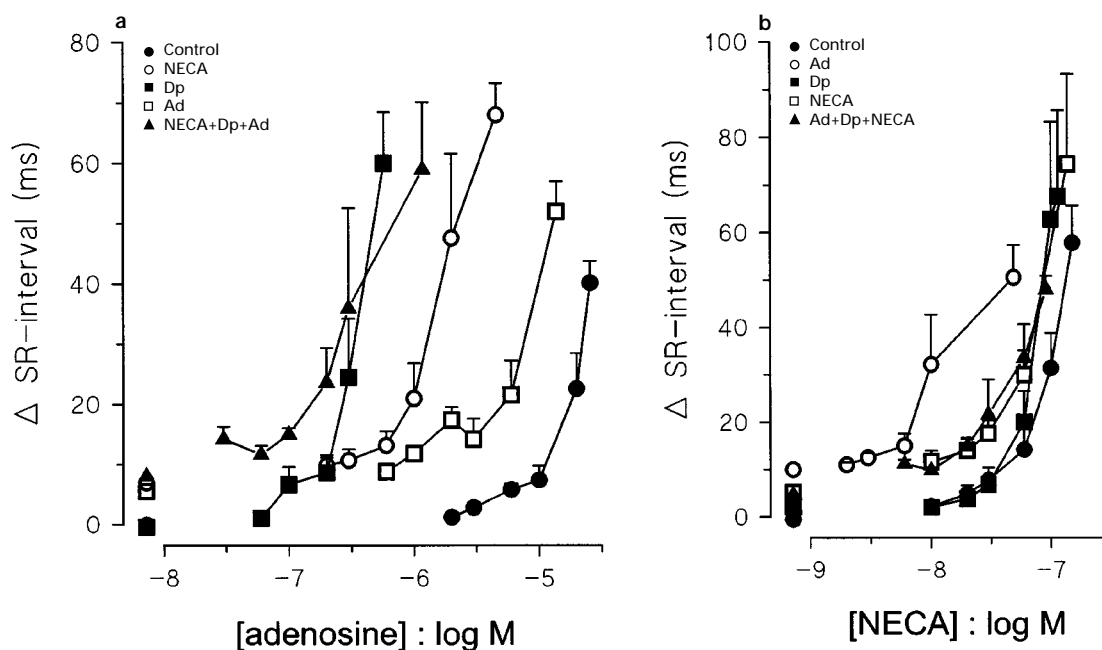 a
80
60
40
20
0
Δ SR-interval (ms)
Control
NECA
Dp
Ad
NECA+Dp+Ad
-8
-7
-6
-5
[adenosine] : log M
b
100
80
60
40
20
0
Δ SR-interval (ms)
Control
Ad
Dp
NECA
Ad+Dp+NECA
-9
-8
-7
[NECA] : log M